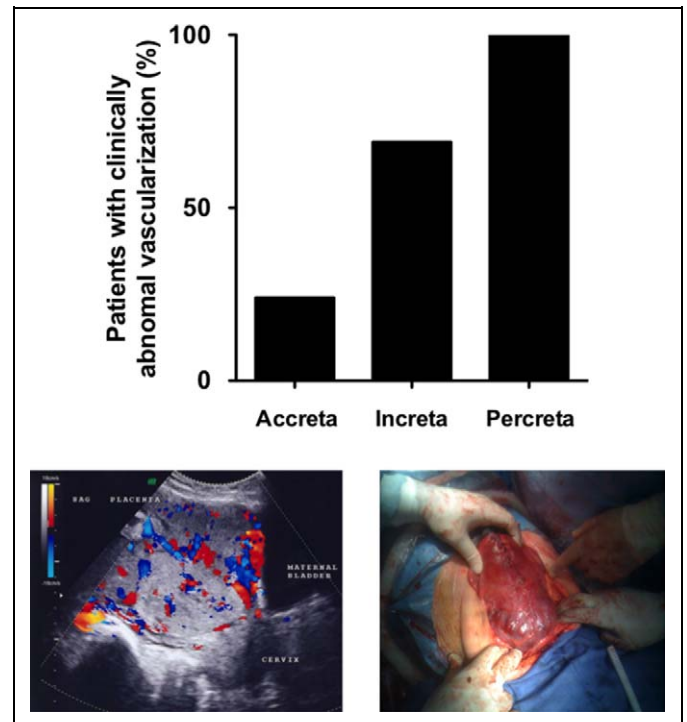 Patients with clinically
abnomal vascularization (%)
100
50
0
Accreta Increta Percreta
SAG PLACENTA
MATERNAL
BLADDER
CERVIX